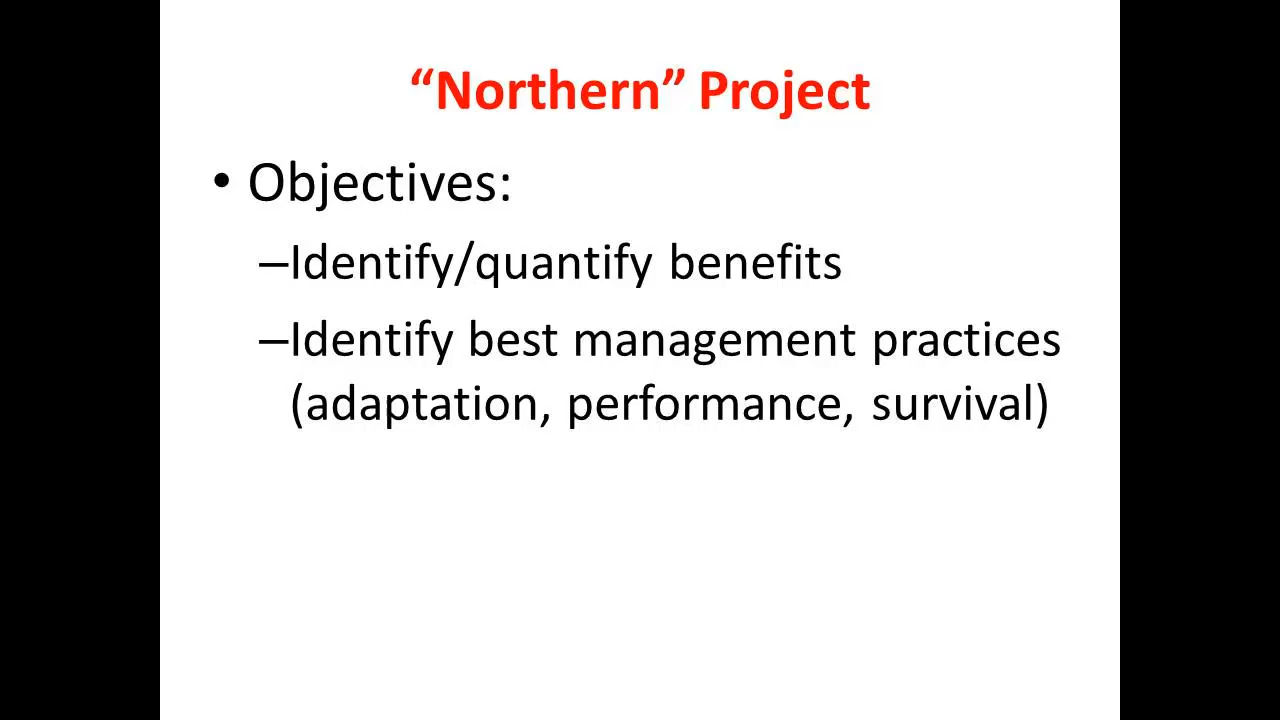 “Northern” Project
• Objectives:
–Identify/quantify benefits
–Identify best management practices
(adaptation, performance, survival)